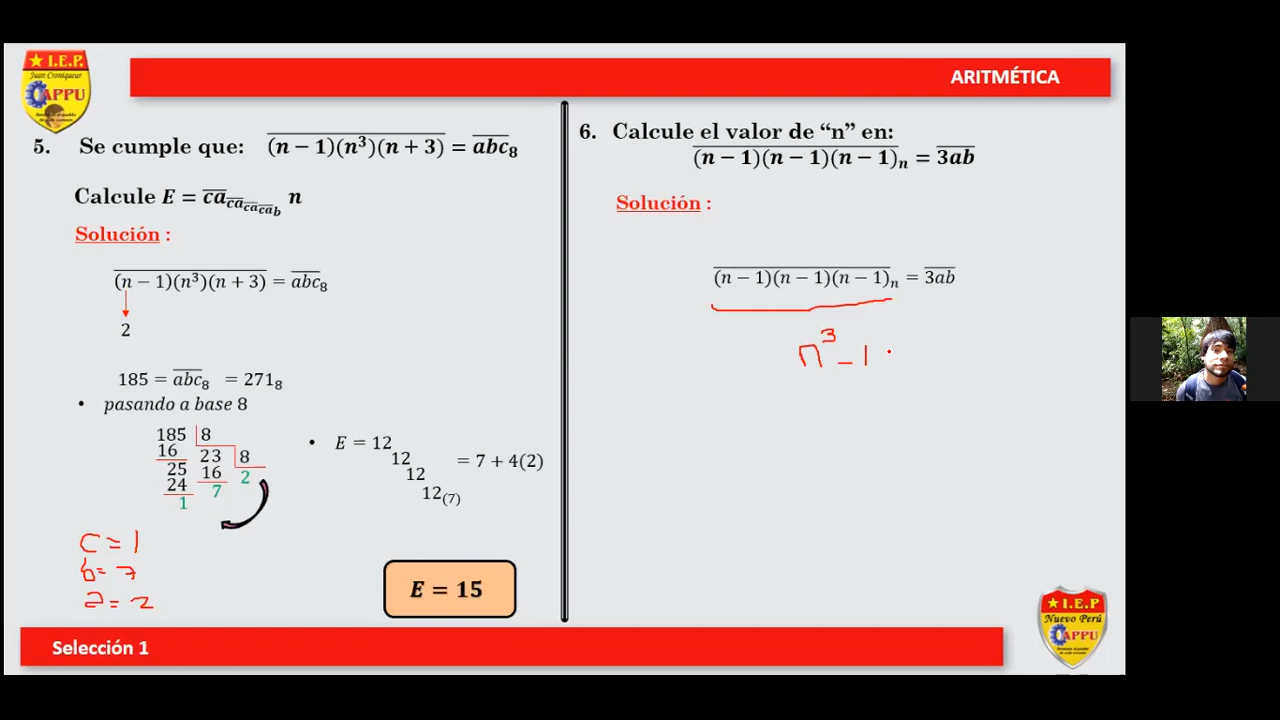 I.E.P.
Juan Croniqueur
CAPPU
ARITMÉTICA
5. Se cumple que: (n − 1)(n³)(n + 3) = abc₈
Calcule E = ca_ca_ca_ca_b n
Solución :
(n − 1)(n³)(n + 3) = abc₈
2
185 = abc₈ = 271₈
• pasando a base 8
185 8
16 23 8
25 16 2
24 7
1
• E = 12
12
12
12₍₇₎
= 7 + 4(2)
c = 1
b = 7
a = 2
E = 15
6. Calcule el valor de “n” en:
(n − 1)(n − 1)(n − 1)ₙ = 3ab
Solución :
(n − 1)(n − 1)(n − 1)ₙ = 3ab
n³ − 1
I.E.P
Nuevo Perú
CAPPU
Selección 1